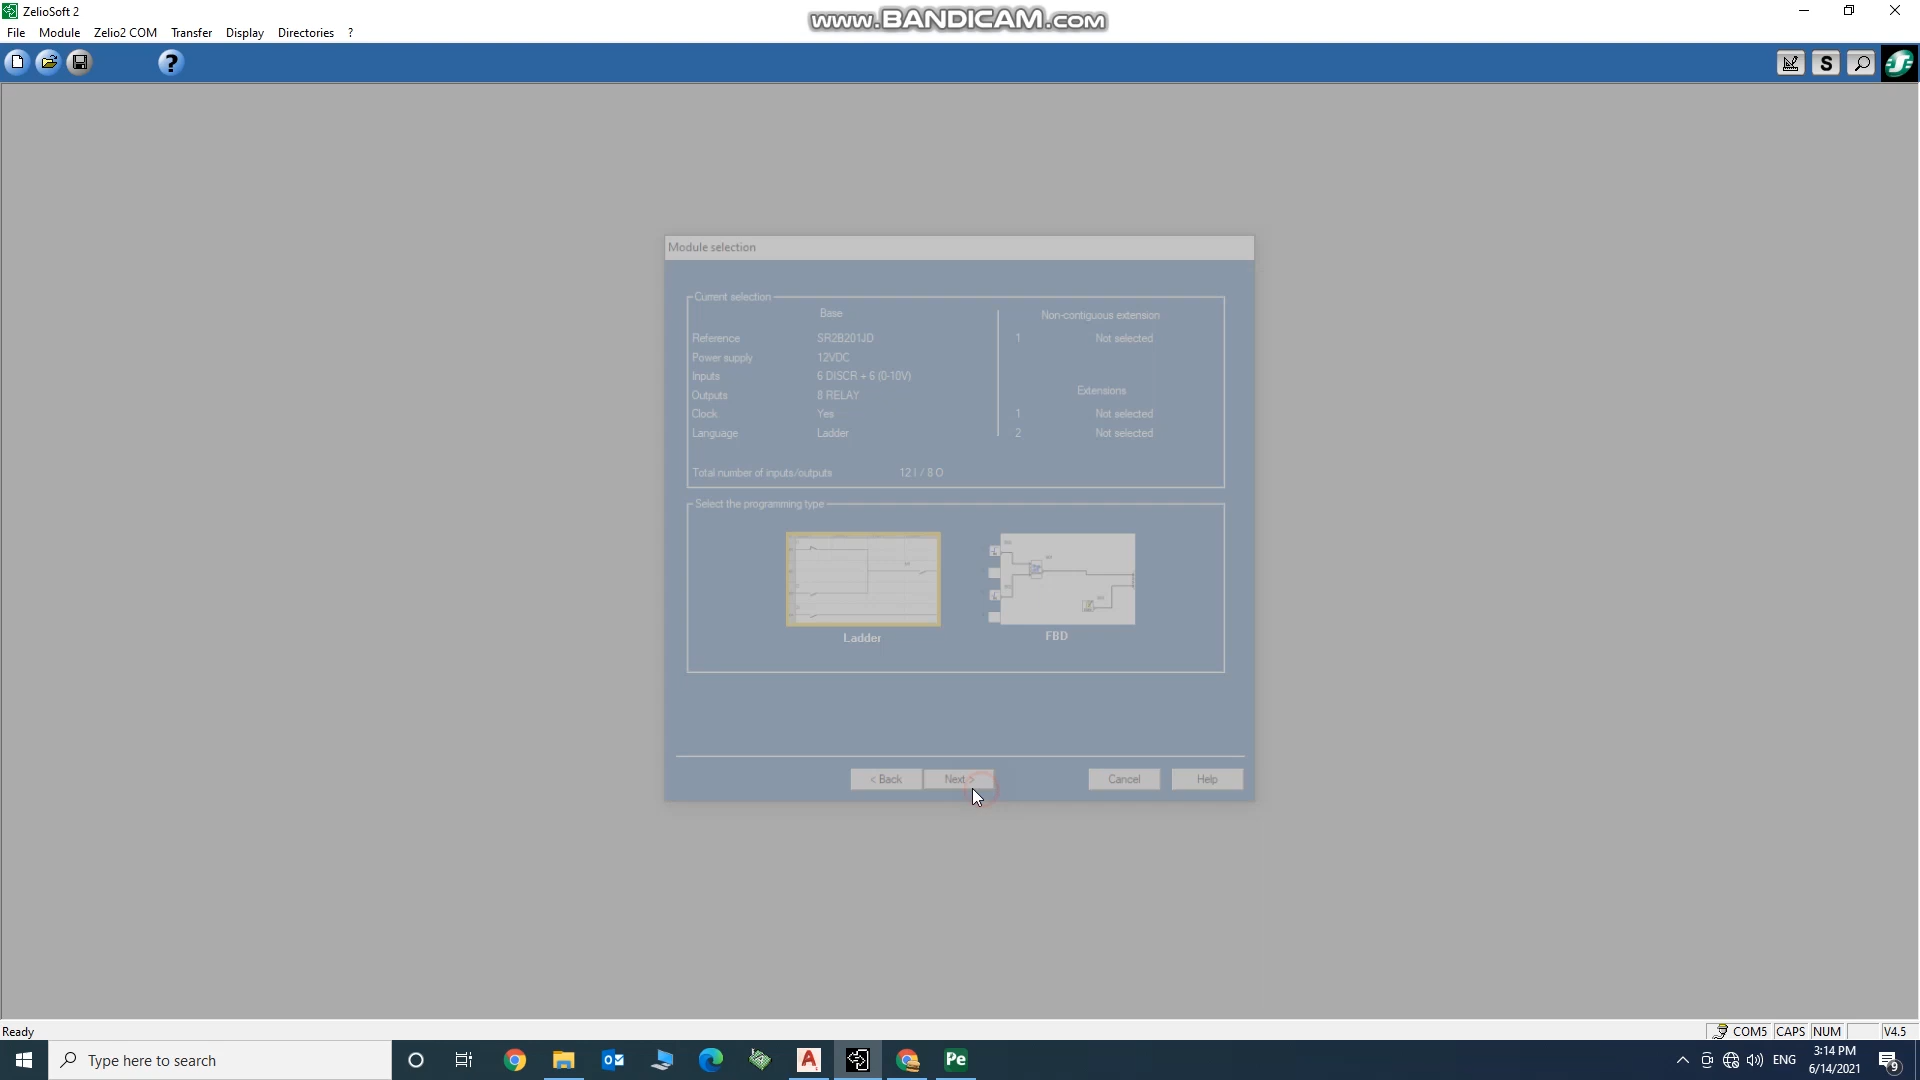 ZelioSoft 2
www.BANDICAM.com
File Module Zelio2 COM Transfer Display Directories ?
?
S
Module selection
Current selection
Base
Non-contiguous extension
Reference SR2B201JD 1 Not selected
Power supply 12VDC
Inputs 6 DISCR + 6 (0-10V)
Outputs 8 RELAY Extensions
Clock Yes 1 Not selected
Language Ladder 2 Not selected
Total number of inputs/outputs 12 I / 8 O
Select the programming type
Ladder FBD
< Back Next > Cancel Help
Ready COM5 CAPS NUM V4.5
Type here to search
ENG
3:14 PM
6/14/2021
9